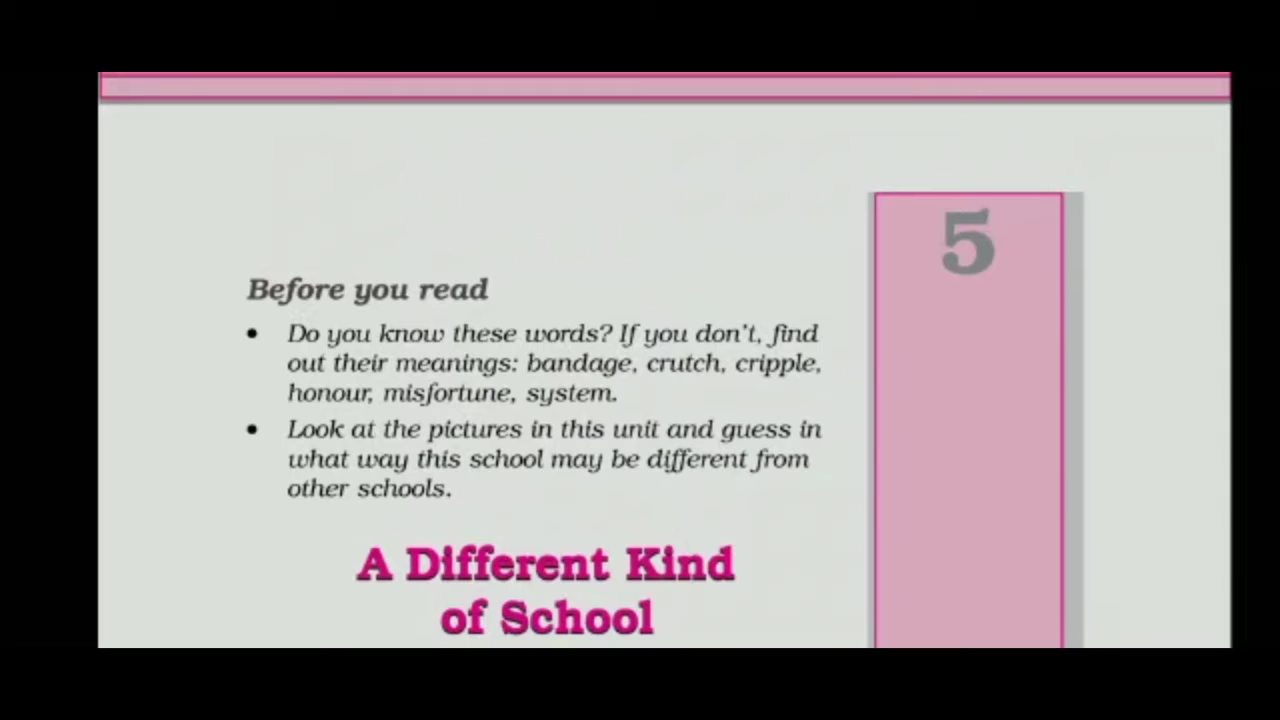 5
Before you read
• Do you know these words? If you don't, find
out their meanings: bandage, crutch, cripple,
honour, misfortune, system.
• Look at the pictures in this unit and guess in
what way this school may be different from
other schools.
A Different Kind
of School